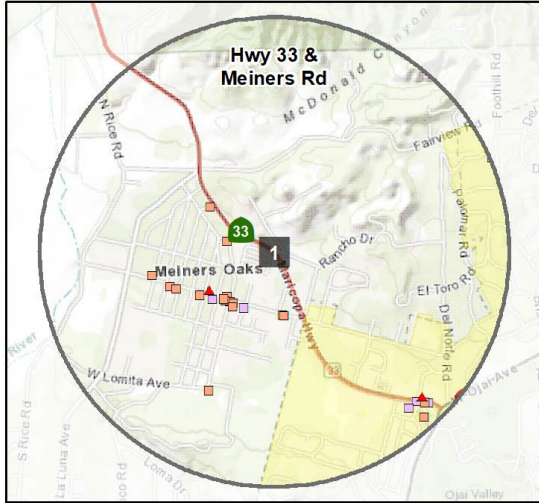 Hwy 33 &
Meiners Rd
McDonald Canyon
Foothill Rd
Fairview Rd
N Rice Rd
Palomar Rd
33
1
Rancho Dr
Meiners Oaks
El Toro Rd
Maricopa Hwy
Del Norte Rd
River
33
W Lomita Ave
Ojai Ave
S Rice Rd
La Luna Ave
Loma Dr
co Rd
Ojai Valley